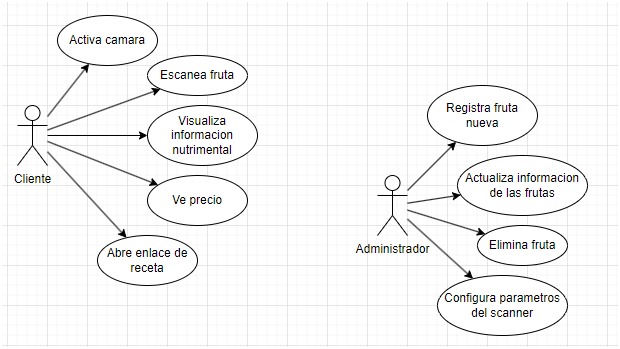 Activa camara
Escanea fruta
Visualiza
informacion
nutrimental
Cliente
Ve precio
Abre enlace de
receta
Registra fruta
nueva
Actualiza informacion
de las frutas
Administrador
Elimina fruta
Configura parametros
del scanner